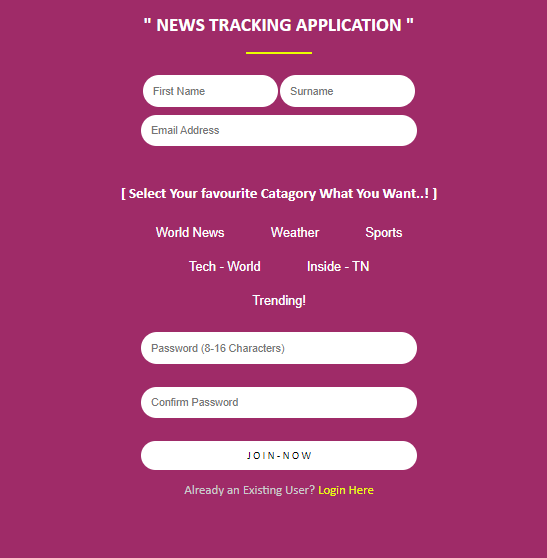 " NEWS TRACKING APPLICATION "
First Name Surname
Email Address
[ Select Your favourite Catagory What You Want..! ]
World News Weather Sports
Tech - World Inside - TN
Trending!
Password (8-16 Characters)
Confirm Password
JOIN-NOW
Already an Existing User? Login Here